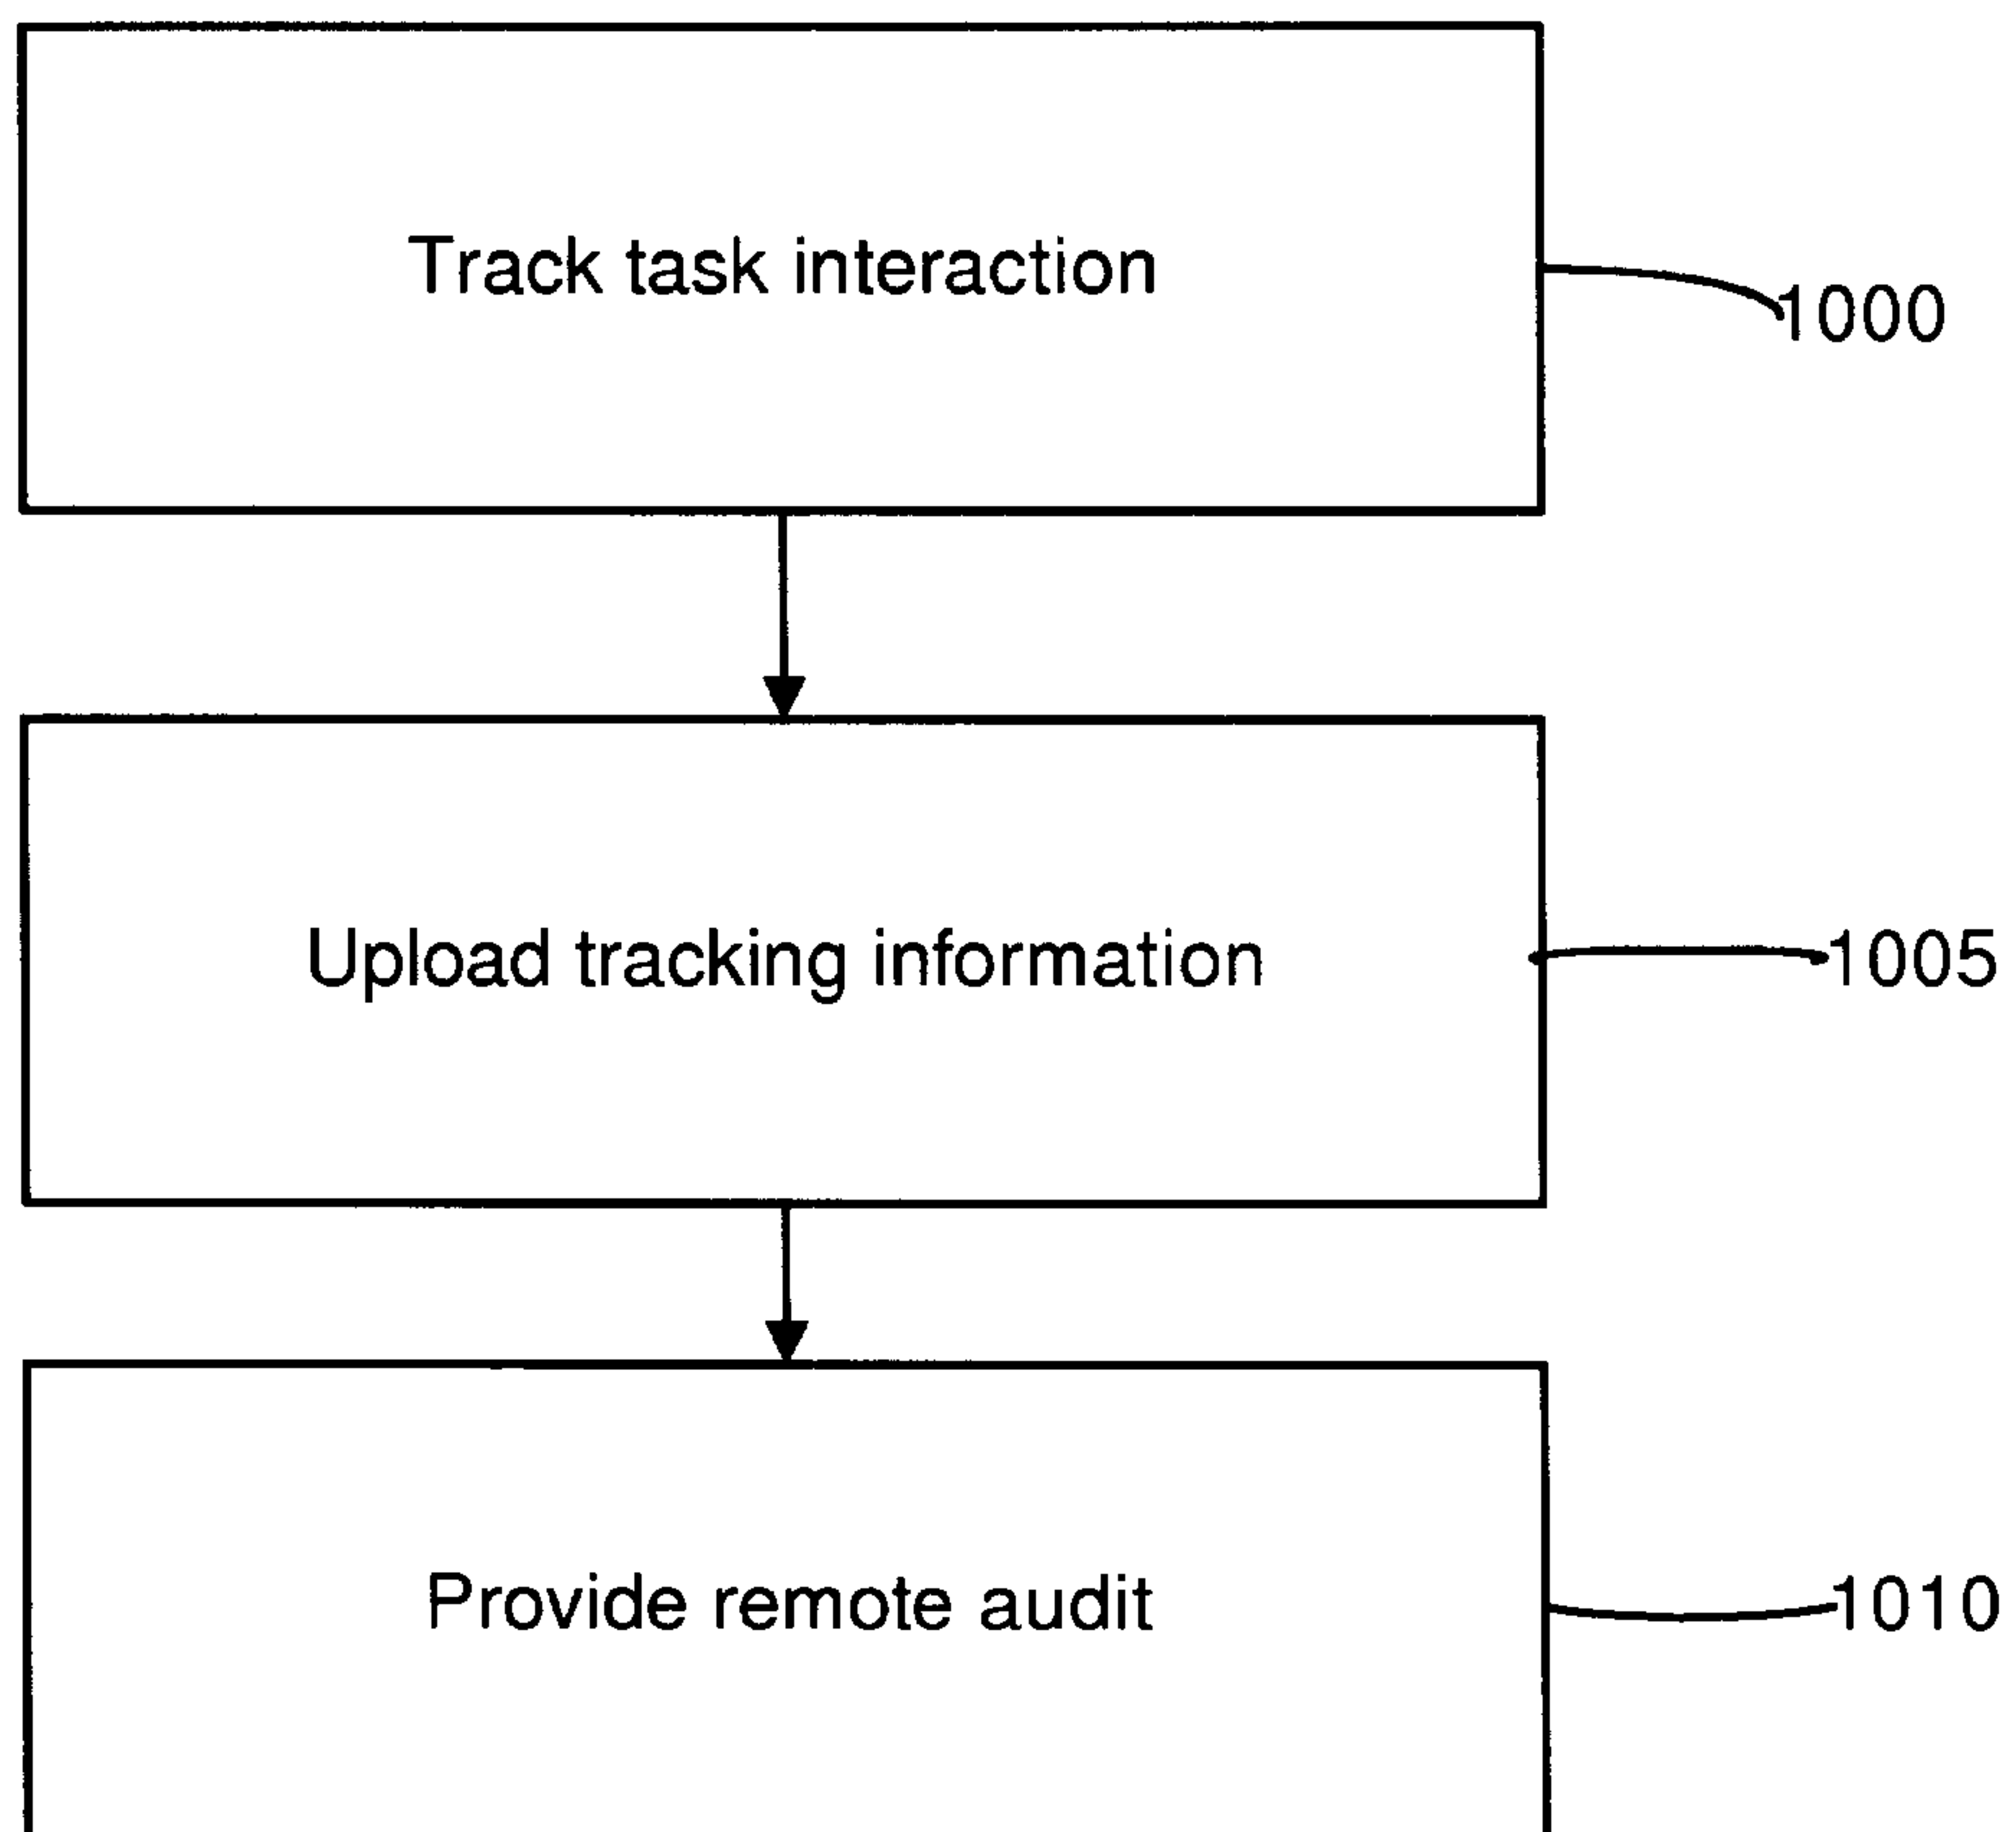 Track task interaction
1000
Upload tracking information
1005
Provide remote audit
1010